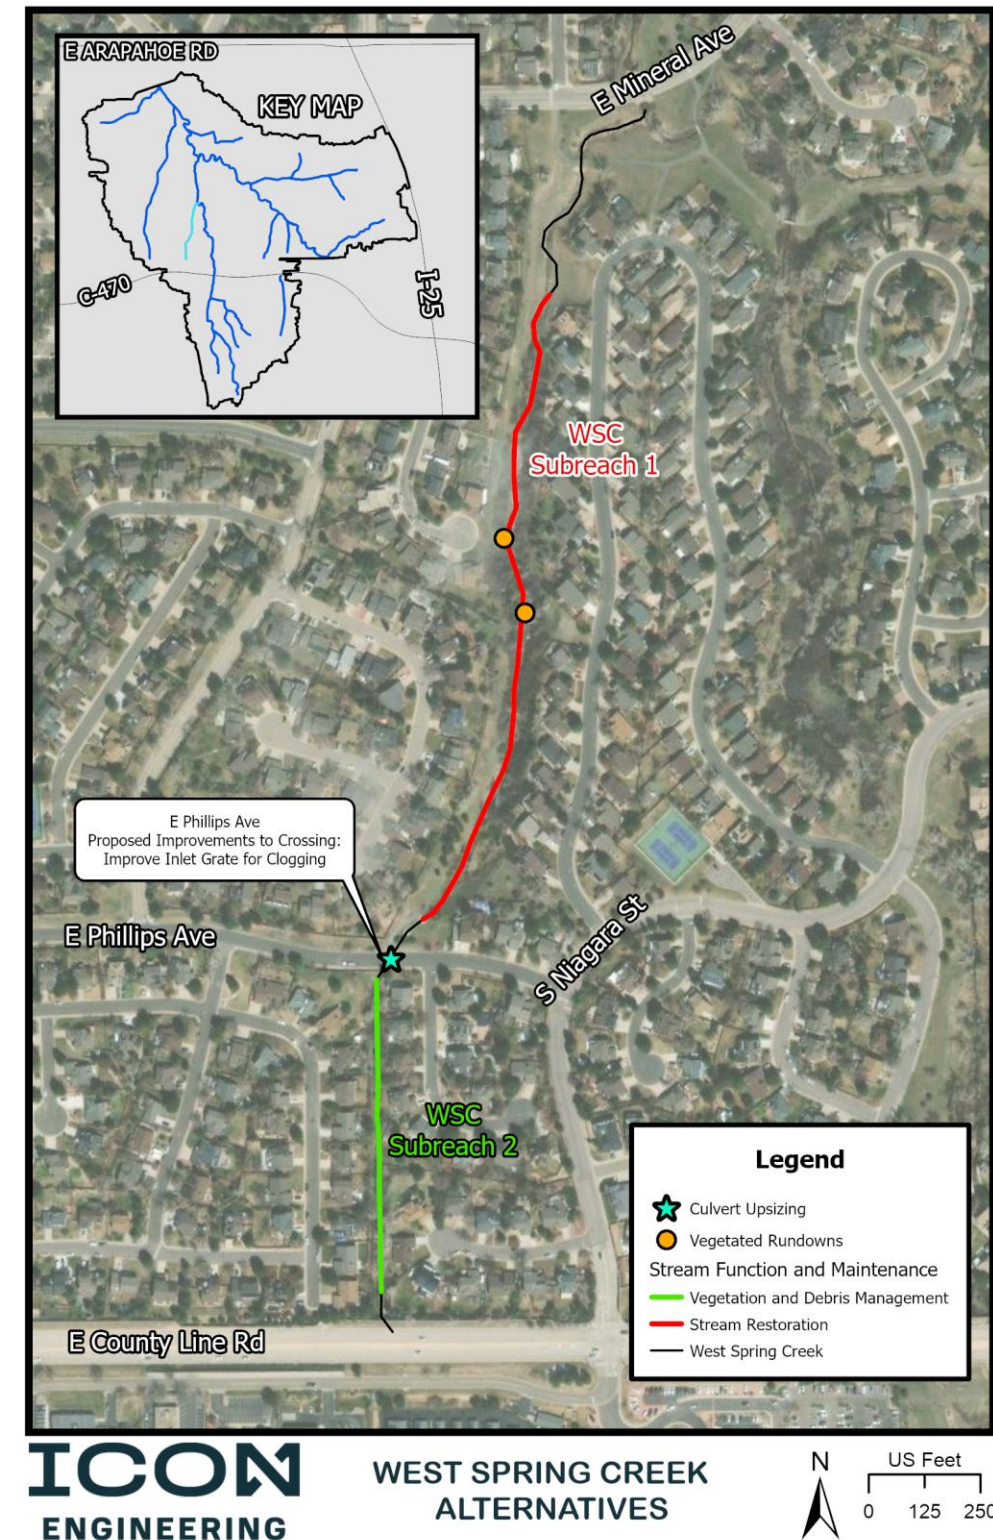 E ARAPAHOE RD
KEY MAP
C-470
I-25
E Mineral Ave
WSC
Subreach 1
E Phillips Ave
Proposed Improvements to Crossing:
Improve Inlet Grate for Clogging
E Phillips Ave
S Niagara St
WSC
Subreach 2
E County Line Rd
Legend
Culvert Upsizing
Vegetated Rundowns
Stream Function and Maintenance
Vegetation and Debris Management
Stream Restoration
West Spring Creek
ICON
ENGINEERING
WEST SPRING CREEK
ALTERNATIVES
N
US Feet
0 125 250